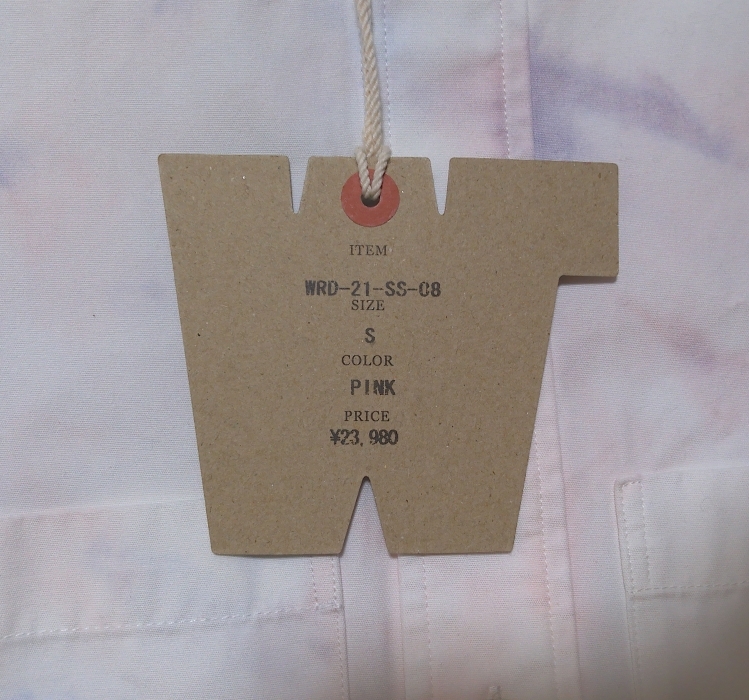 ITEM
WRD-21-SS-08
SIZE
S
COLOR
PINK
PRICE
¥23,980